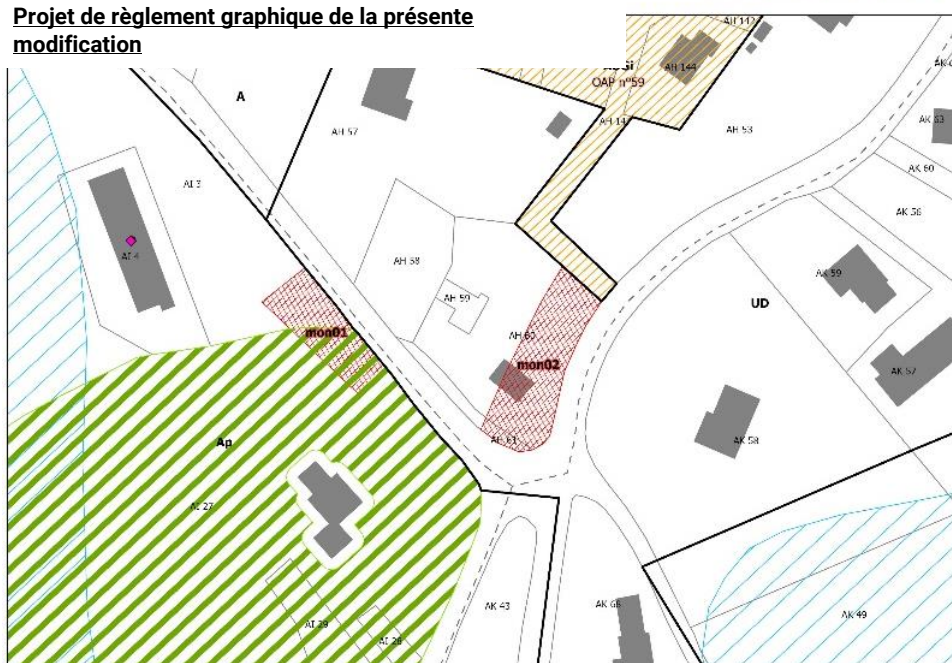 Projet de règlement graphique de la présente
modification
AH 142
AH 144
OAP n°59
A
AH 57
AH 14
AH 53
AK 63
AK 60
AI 3
AK 56
AI 4
AH 58
AK 59
AH 59
UD
mon01
AH 60
mon02
AK 57
Ap
AH 61
AK 58
AI 27
AK 43
AK 49
AI 29
AI 28